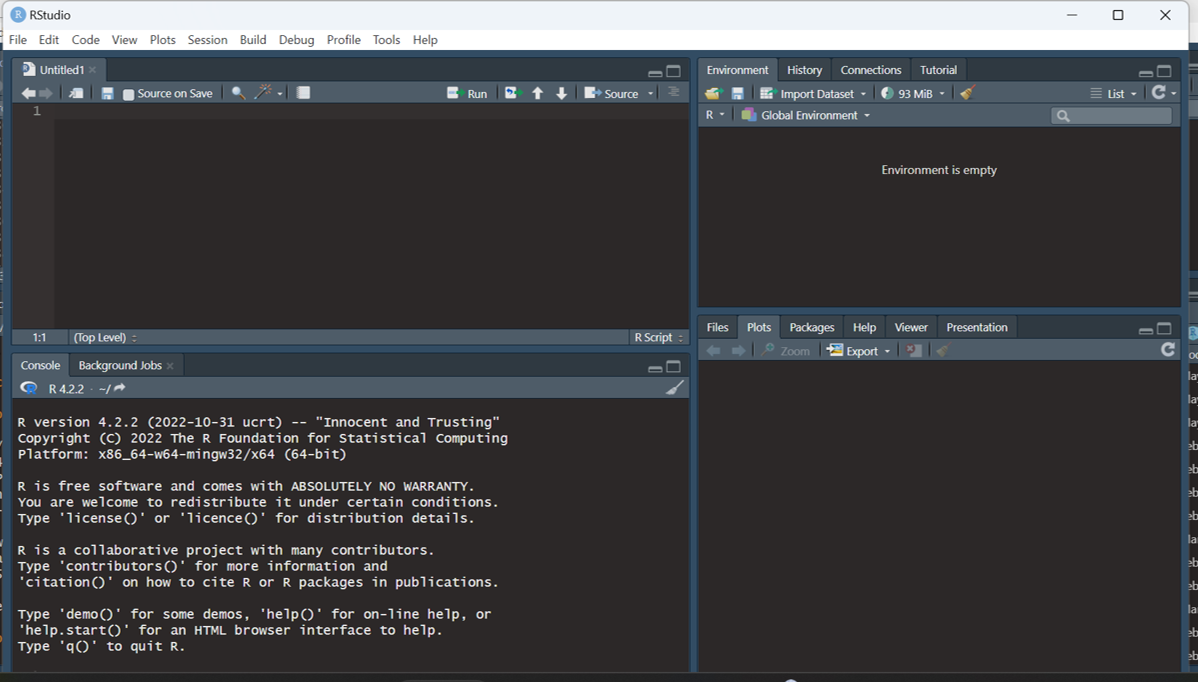 RStudio
File Edit Code View Plots Session Build Debug Profile Tools Help
Untitled1
Source on Save Run Source
1
1:1 (Top Level) R Script
Console Background Jobs
R 4.2.2 · ~/
R version 4.2.2 (2022-10-31 ucrt) -- "Innocent and Trusting"
Copyright (C) 2022 The R Foundation for Statistical Computing
Platform: x86_64-w64-mingw32/x64 (64-bit)
R is free software and comes with ABSOLUTELY NO WARRANTY.
You are welcome to redistribute it under certain conditions.
Type 'license()' or 'licence()' for distribution details.
R is a collaborative project with many contributors.
Type 'contributors()' for more information and
'citation()' on how to cite R or R packages in publications.
Type 'demo()' for some demos, 'help()' for on-line help, or
'help.start()' for an HTML browser interface to help.
Type 'q()' to quit R.
Environment History Connections Tutorial
Import Dataset 93 MiB List
R Global Environment
Environment is empty
Files Plots Packages Help Viewer Presentation
Zoom Export